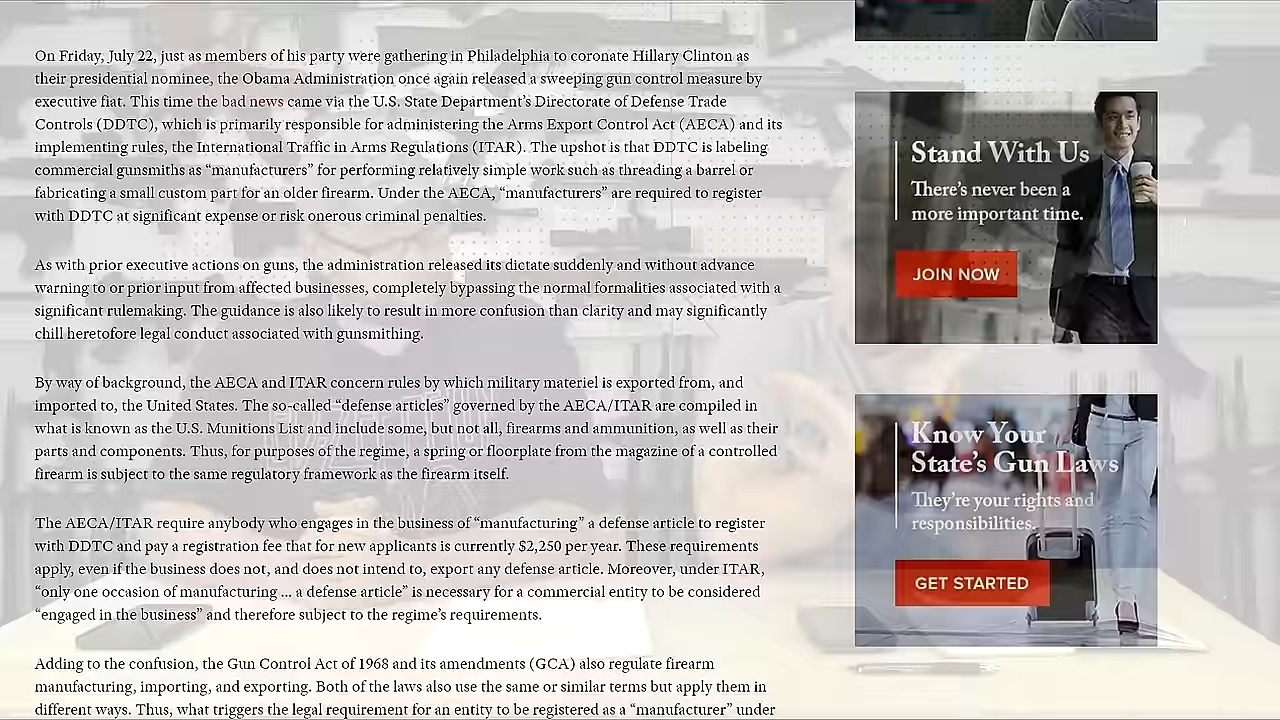 On Friday, July 22, just as members of his party were gathering in Philadelphia to coronate Hillary Clinton as
their presidential nominee, the Obama administration once again released a sweeping gun control measure by
executive fiat. This time the bad news came via the U.S. State Department's Directorate of Defense Trade
Controls (DDTC), which is primarily responsible for administering the Arms Export Control Act (AECA) and its
implementing rules, the International Traffic in Arms Regulations (ITAR). The upshot is that DDTC is labeling
commercial gunsmiths as “manufacturers” for performing relatively simple work such as threading a barrel or
fabricating a small custom part for an older firearm. Under the AECA, “manufacturers” are required to register
with DDTC at significant expense or risk onerous criminal penalties.
As with prior executive actions on guns, the administration released its dictate suddenly and without advance
warning to or prior input from affected businesses, completely bypassing the normal formalities associated with a
significant rulemaking. The guidance is also likely to result in more confusion than clarity and may significantly
chill heretofore legal conduct associated with gunsmithing.
By way of background, the AECA and ITAR concern rules by which military materiel is exported from, and
imported to, the United States. The so-called “defense articles” governed by the AECA/ITAR are compiled in
what is known as the U.S. Munitions List and include some, but not all, firearms and ammunition, as well as their
parts and components. Thus, for purposes of the regime, a spring or floorplate from the magazine of a controlled
firearm is subject to the same regulatory framework as the firearm itself.
The AECA/ITAR require anybody who engages in the business of “manufacturing” a defense article to register
with DDTC and pay a registration fee that for new applicants is currently $2,250 per year. These requirements
apply, even if the business does not, and does not intend to, export any defense article. Moreover, under ITAR,
“only one occasion of manufacturing ... a defense article” is necessary for a commercial entity to be considered
“engaged in the business” and therefore subject to the regime's requirements.
Adding to the confusion, the Gun Control Act of 1968 and its amendments (GCA) also regulate firearm
manufacturing, importing, and exporting. Both of the laws also use the same or similar terms but apply them in
different ways. Thus, what triggers the legal requirement for an entity to be registered as a “manufacturer” under
Stand With Us
There's never been a
more important time.
JOIN NOW
Know Your
State's Gun Laws
They're your rights and
responsibilities.
GET STARTED